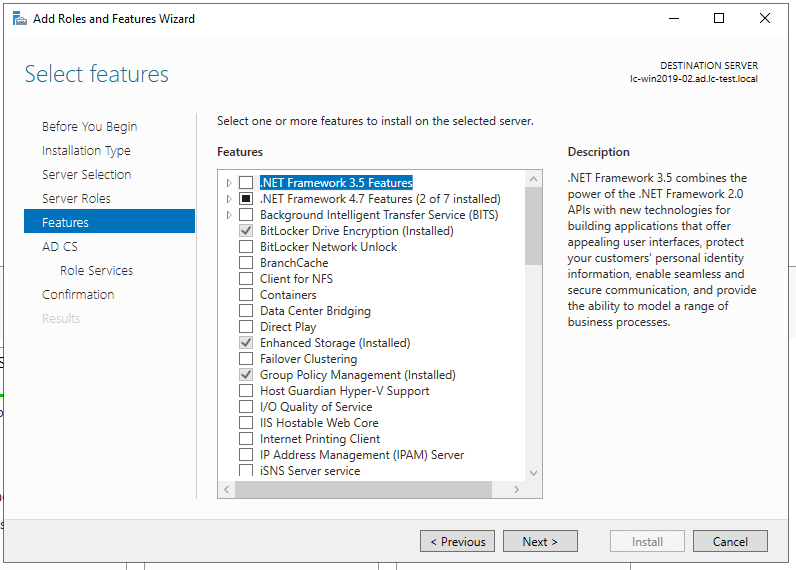 Add Roles and Features Wizard
Select features
DESTINATION SERVER
lc-win2019-02.ad.lc-test.local
Before You Begin
Installation Type
Server Selection
Server Roles
Features
AD CS
Role Services
Confirmation
Results
Select one or more features to install on the selected server.
Features
.NET Framework 3.5 Features
.NET Framework 4.7 Features (2 of 7 installed)
Background Intelligent Transfer Service (BITS)
BitLocker Drive Encryption (Installed)
BitLocker Network Unlock
BranchCache
Client for NFS
Containers
Data Center Bridging
Direct Play
Enhanced Storage (Installed)
Failover Clustering
Group Policy Management (Installed)
Host Guardian Hyper-V Support
I/O Quality of Service
IIS Hostable Web Core
Internet Printing Client
IP Address Management (IPAM) Server
iSNS Server service
Description
.NET Framework 3.5 combines the
power of the .NET Framework 2.0
APIs with new technologies for
building applications that offer
appealing user interfaces, protect
your customers' personal identity
information, enable seamless and
secure communication, and provide
the ability to model a range of
business processes.
< Previous
Next >
Install
Cancel